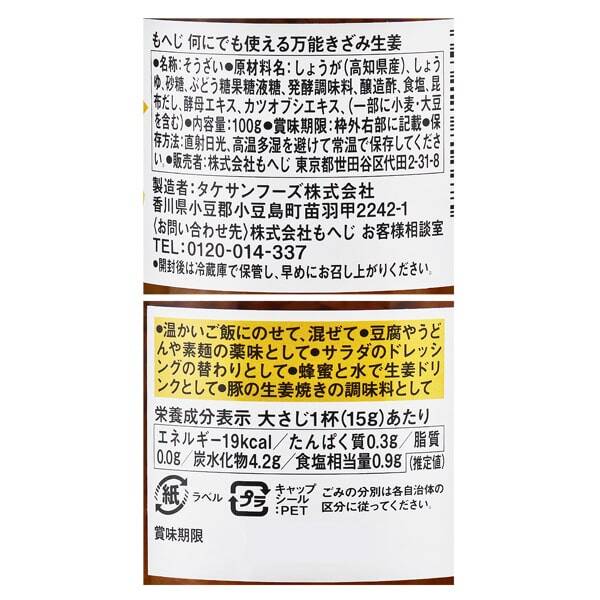 もへじ 何にでも使える万能きざみ生姜
●名称:そうざい●原材料名:しょうが(高知県産)、しょう
ゆ、砂糖、ぶどう糖果糖液糖、発酵調味料、醸造酢、食塩、昆
布だし、酵母エキス、カツオブシエキス、(一部に小麦・大豆
を含む)●内容量:100g●賞味期限:枠外右部に記載●保
存方法:直射日光、高温多湿を避けて常温で保存してくださ
い。●販売者:株式会社もへじ 東京都世田谷区代田2-31-8
製造者:タケサンフーズ株式会社
香川県小豆郡小豆島町苗羽甲2242-1
〈お問い合わせ先〉株式会社もへじ お客様相談室
TEL:0120-014-337
●開封後は冷蔵庫で保管し、早めにお召し上がりください。
●温かいご飯にのせて、混ぜて●豆腐やうど
んや素麺の薬味として●サラダのドレッシ
ングの替わりとして●蜂蜜と水で生姜ドリ
ンクとして●豚の生姜焼きの調味料として
栄養成分表示 大さじ1杯(15g)あたり
エネルギー19kcal/たんぱく質0.3g/脂質
0.0g/炭水化物4.2g/食塩相当量0.9g (推定値)
紙 ラベル プラ キャップ シール :PET ごみの分別は各自治体の
区分に従ってください。
賞味期限